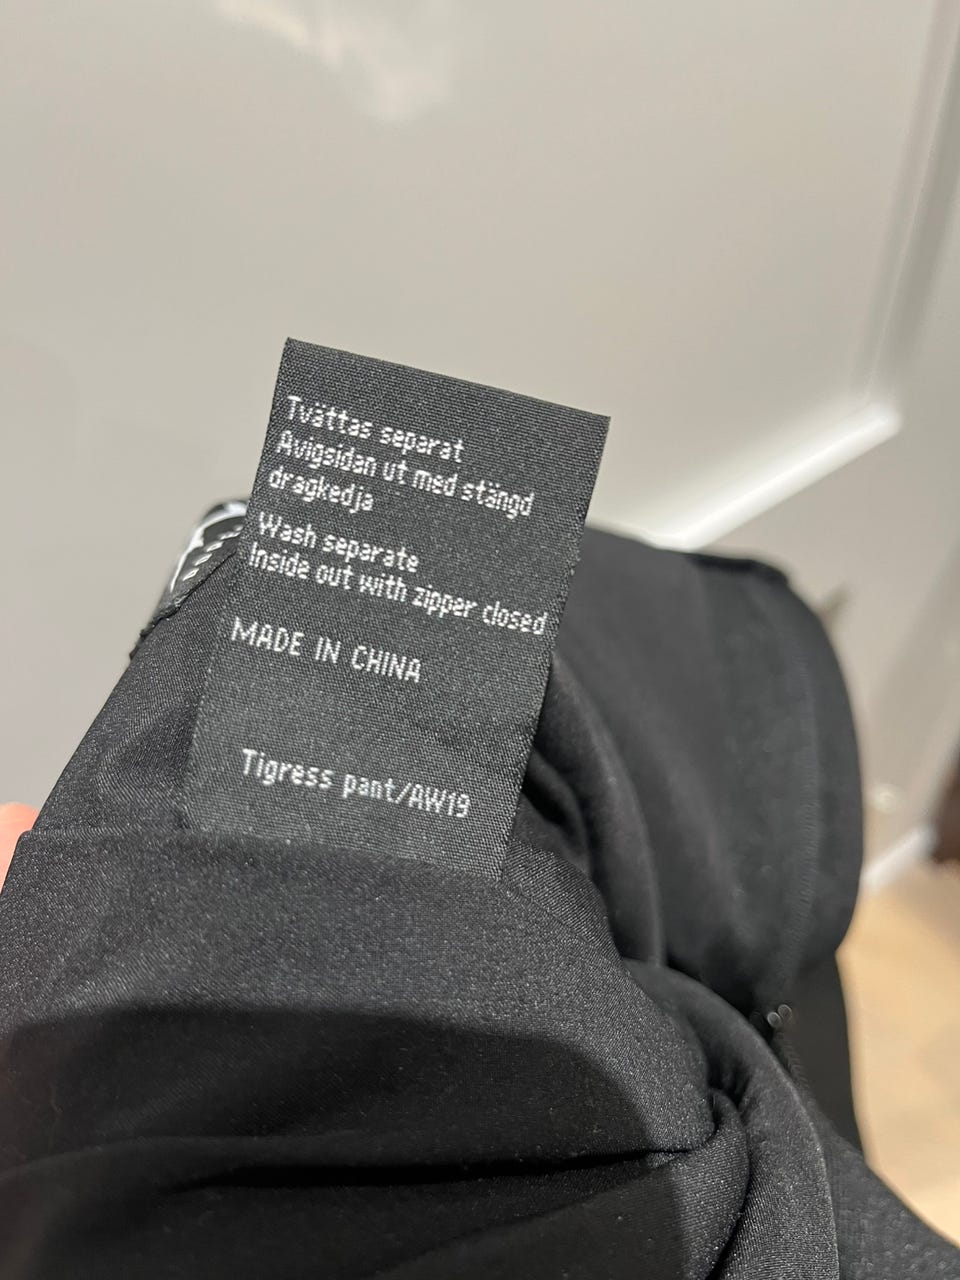 Tvättas separat
Avigsidan ut med stängd
dragkedja
Wash separate
Inside out with zipper closed
MADE IN CHINA
Tigress pant/AW19